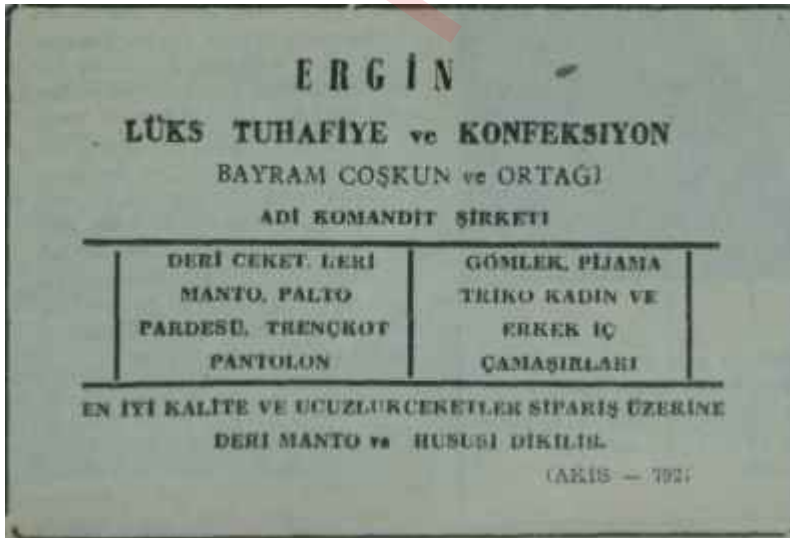 ERGİN
LÜKS TUHAFİYE ve KONFEKSIYON
BAYRAM COŞKUN ve ORTAĞI
ADİ KOMANDİT ŞİRKETI
DERİ CEKET, LERİ
MANTO, PALTO
PARDESÜ, TRENÇKOT
PANTOLON
GÖMLEK, PİJAMA
TRİKO KADIN VE
ERKEK İÇ
ÇAMAŞIRLARI
EN İYİ KALİTE VE UCUZLUKCEKETLER SİPARİŞ ÜZERİNE
DERİ MANTO ve HUSUSİ DİKİLİR.
(AKİS — 792)